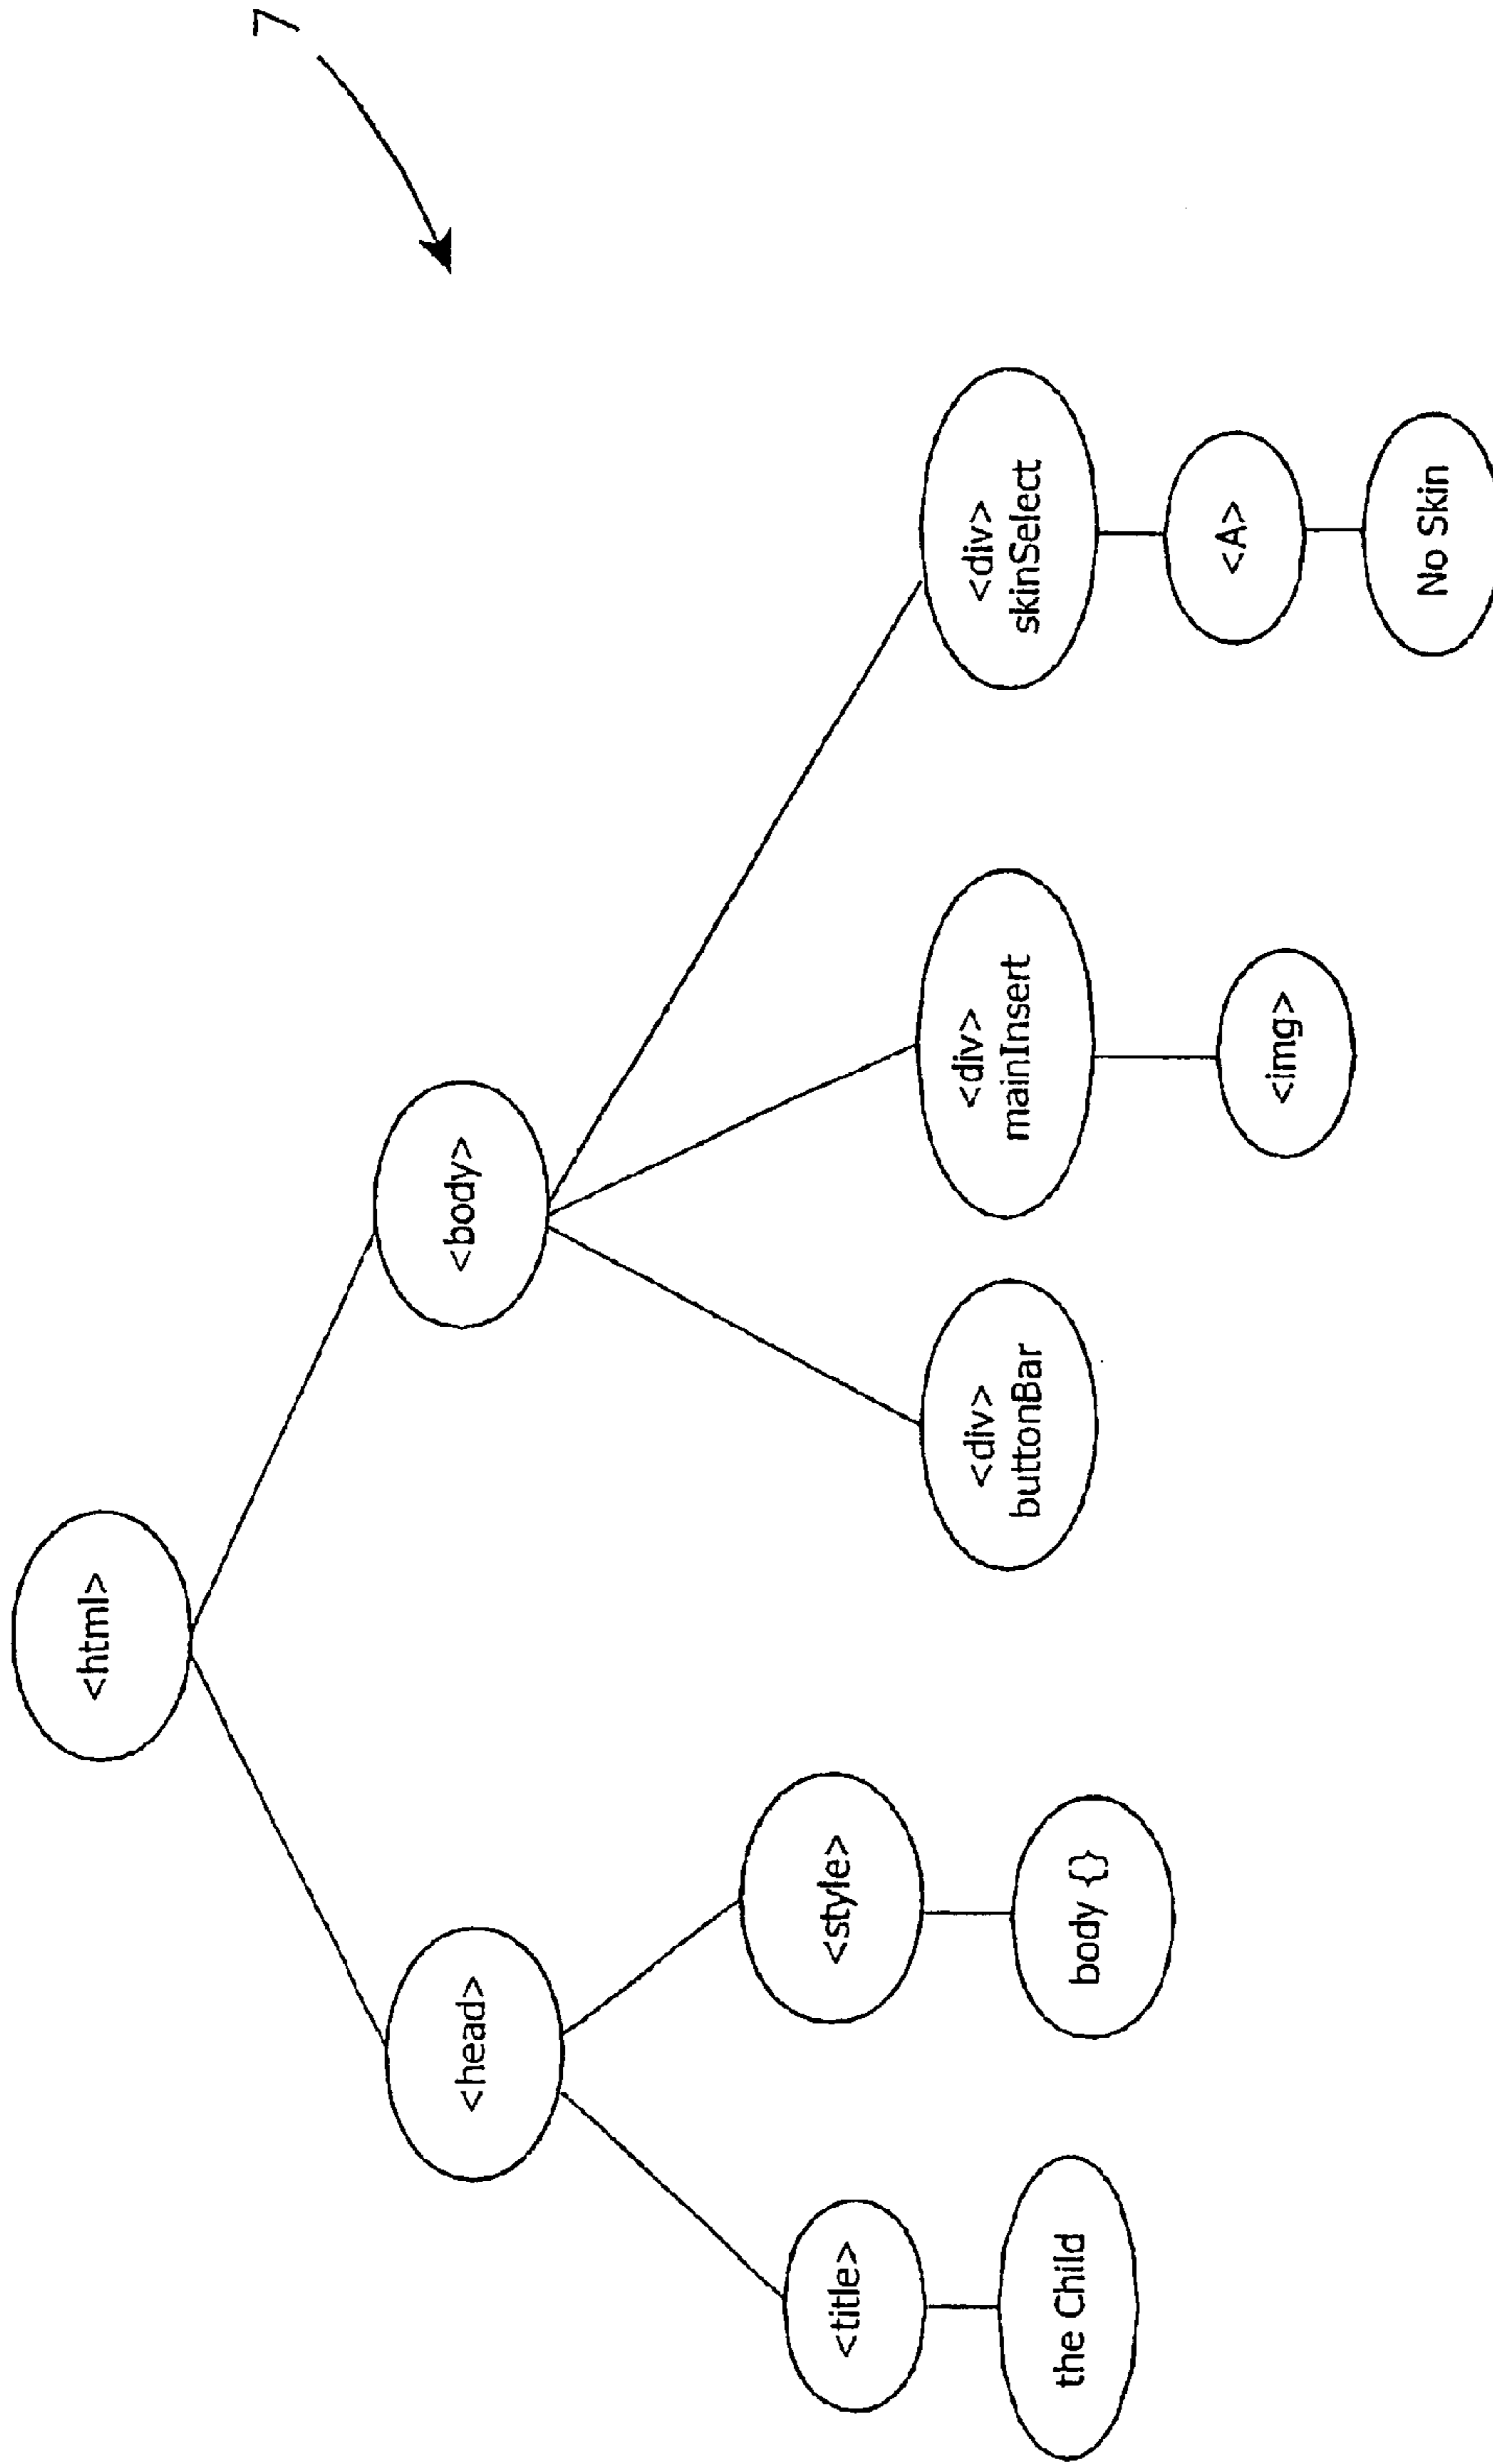 7
<html>
<head>
<body>
<title>
<style>
<div>
buttonBar
<div>
mainInsert
<div>
skinSelect
the Child
body {}
<img>
<A>
No Skin